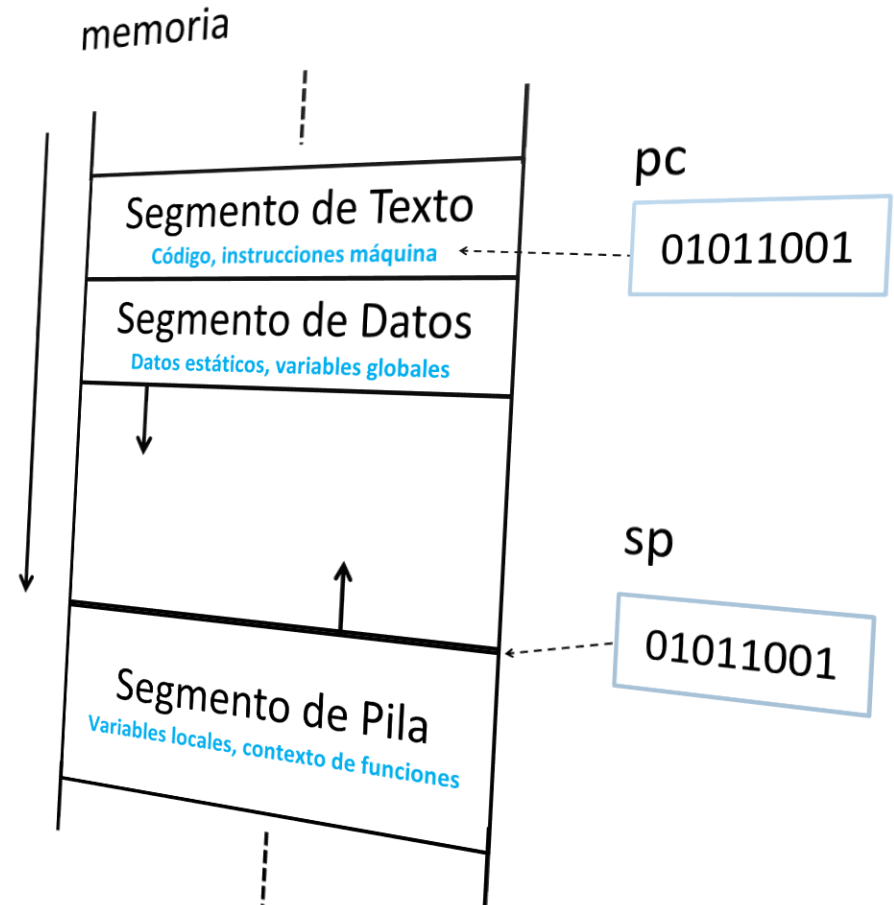 memoria
Segmento de Texto
Código, instrucciones máquina
pc
01011001
Segmento de Datos
Datos estáticos, variables globales
sp
01011001
Segmento de Pila
Variables locales, contexto de funciones